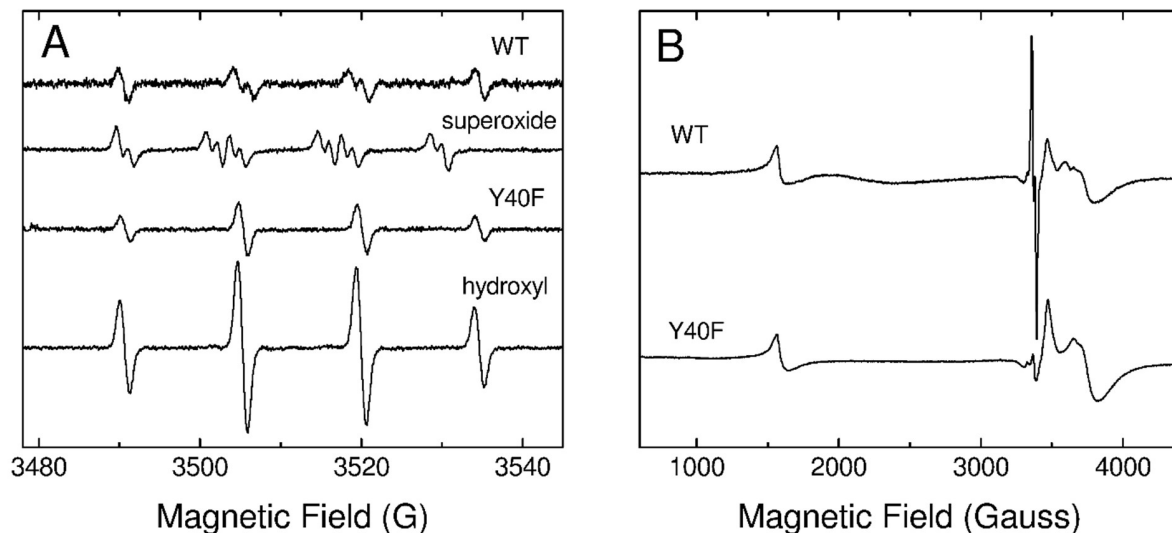 A
WT
superoxide
Y40F
hydroxyl
3480 3500 3520 3540
Magnetic Field (G)
B
WT
Y40F
1000 2000 3000 4000
Magnetic Field (Gauss)